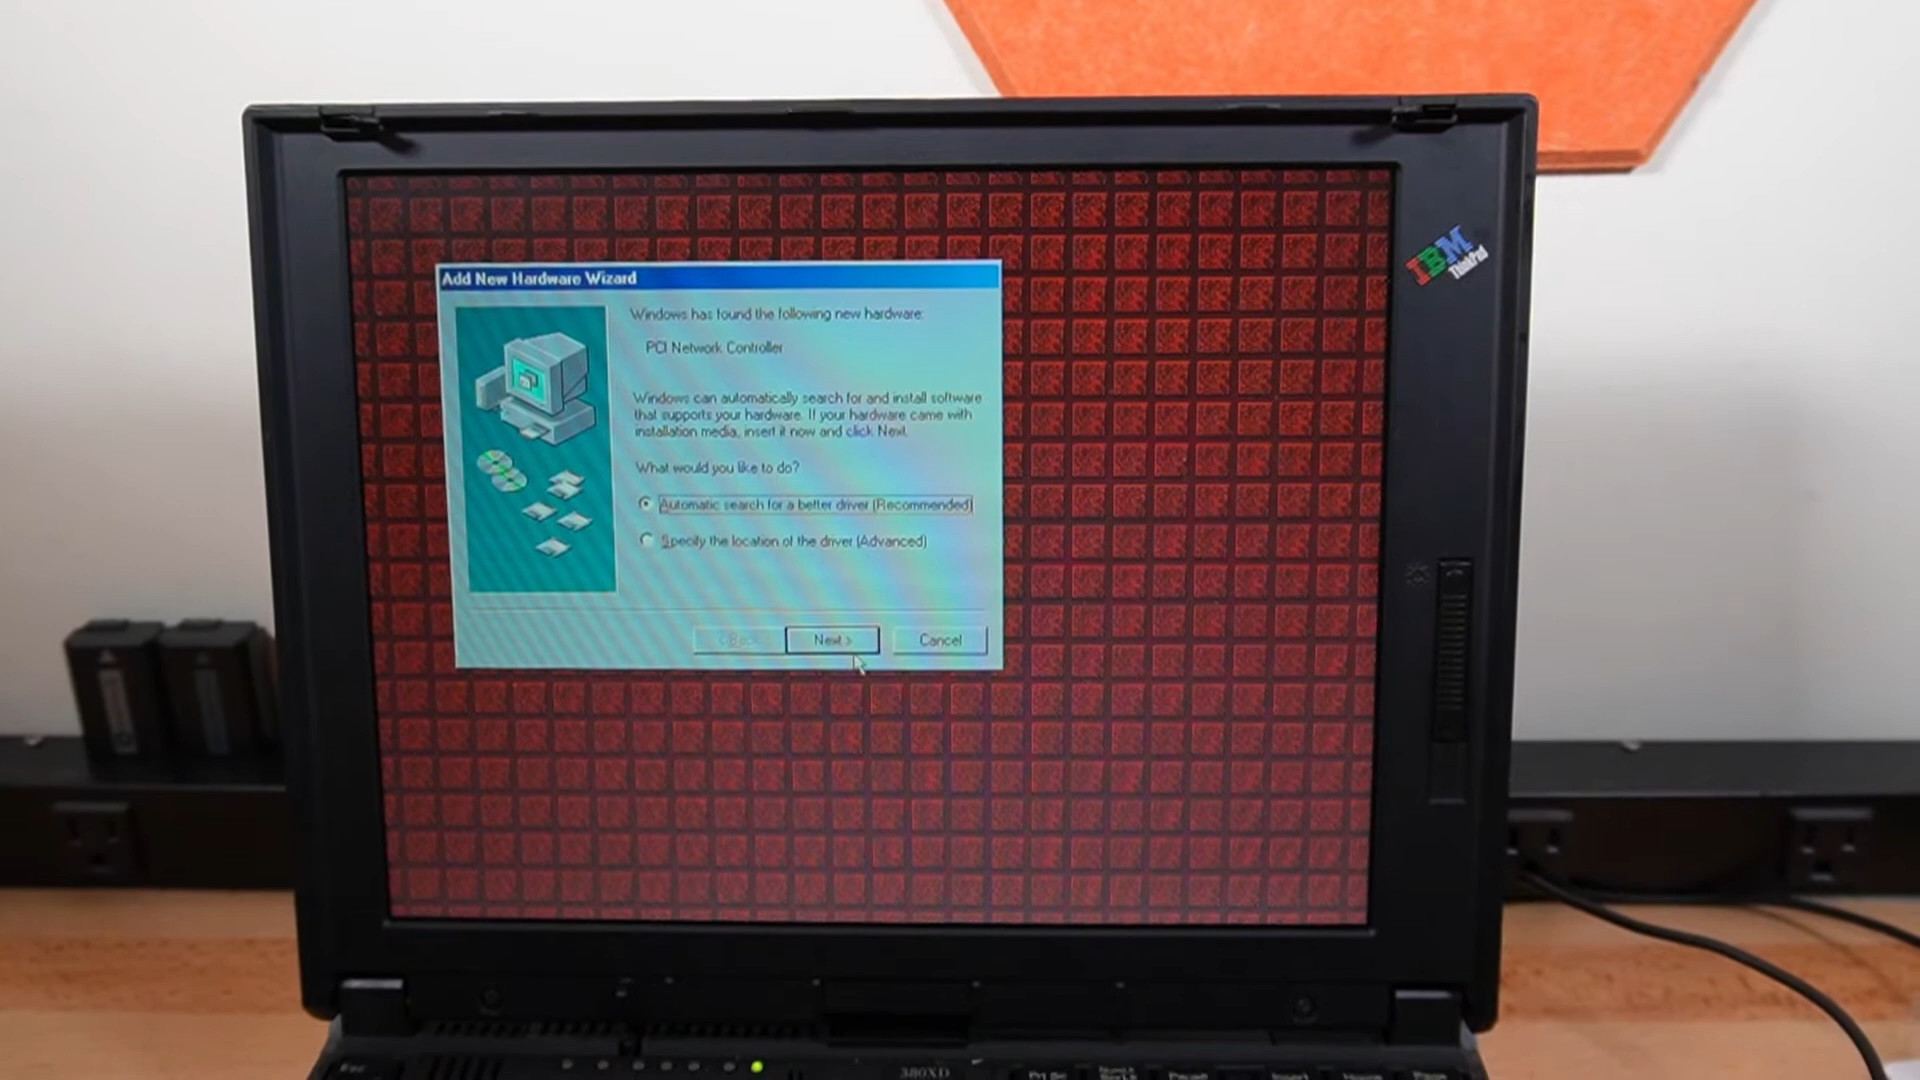 IBM
ThinkPad
Add New Hardware Wizard
Windows has found the following new hardware:
PCI Network Controller
Windows can automatically search for and install software
that supports your hardware. If your hardware came with
installation media, insert it now and click Next.
What would you like to do?
Automatic search for a better driver (Recommended)
Specify the location of the driver (Advanced)
< Back
Next >
Cancel
Esc
380XD
Insert
Home